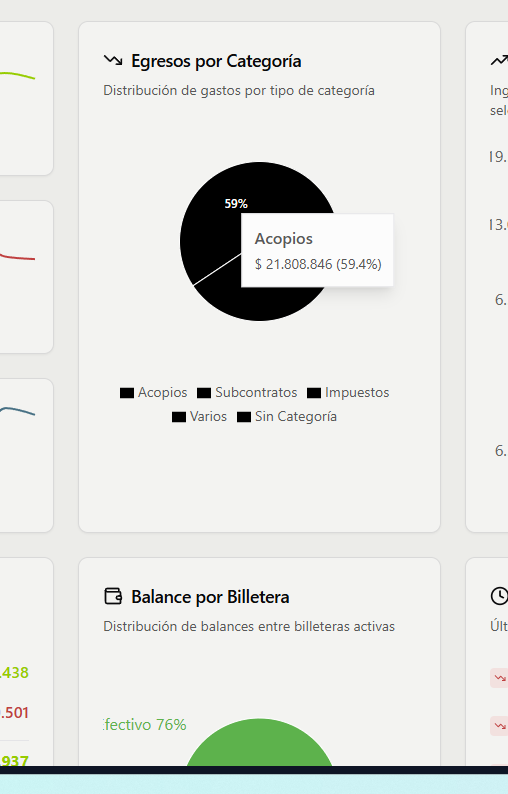 Egresos por Categoría
Distribución de gastos por tipo de categoría
59%
Acopios
$ 21.808.846 (59.4%)
Acopios Subcontratos Impuestos
Varios Sin Categoría
Balance por Billetera
Distribución de balances entre billeteras activas
fectivo 76%
.438
.501
937
Ing
sel
19.
13.
6.
6.
Últ